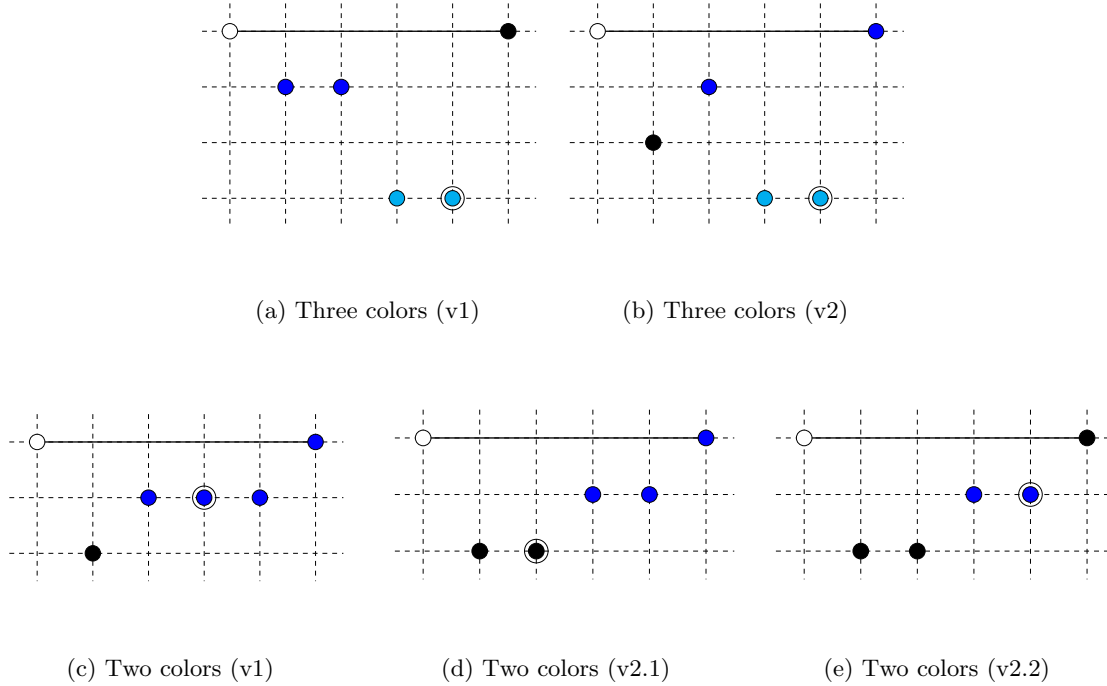 (a) Three colors (v1)
(b) Three colors (v2)
(c) Two colors (v1)
(d) Two colors (v2.1)
(e) Two colors (v2.2)